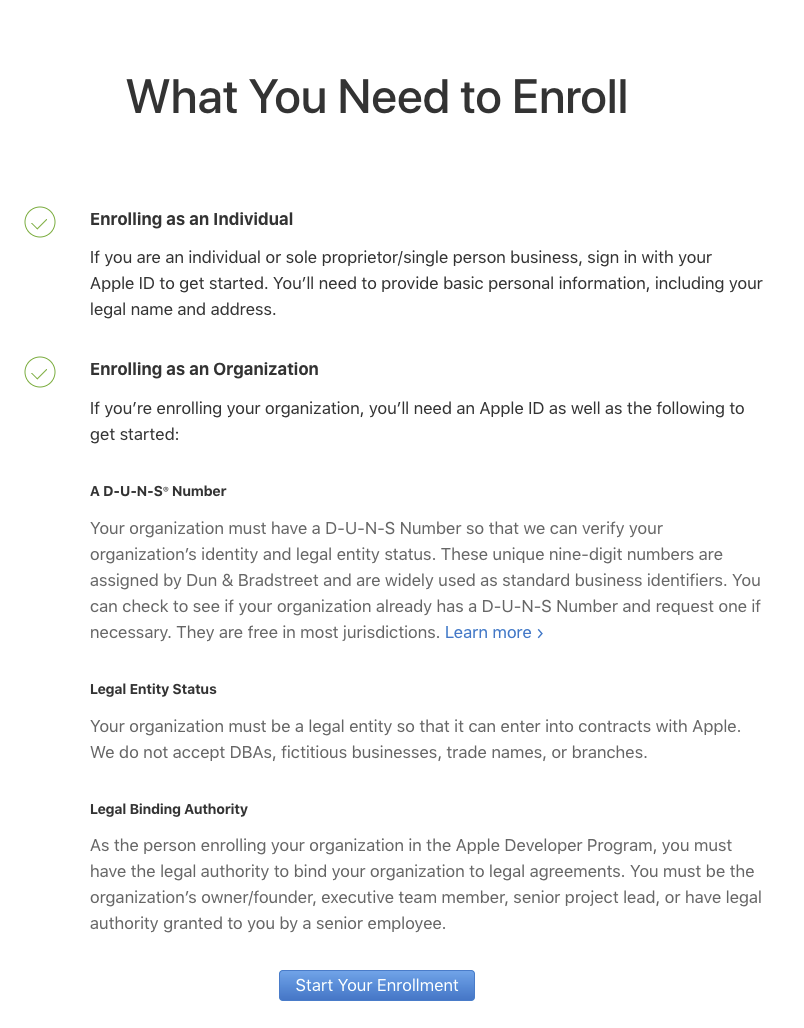 What You Need to Enroll
Enrolling as an Individual
If you are an individual or sole proprietor/single person business, sign in with your
Apple ID to get started. You’ll need to provide basic personal information, including your
legal name and address.
Enrolling as an Organization
If you’re enrolling your organization, you’ll need an Apple ID as well as the following to
get started:
A D-U-N-S® Number
Your organization must have a D-U-N-S Number so that we can verify your
organization’s identity and legal entity status. These unique nine-digit numbers are
assigned by Dun & Bradstreet and are widely used as standard business identifiers. You
can check to see if your organization already has a D-U-N-S Number and request one if
necessary. They are free in most jurisdictions. Learn more ›
Legal Entity Status
Your organization must be a legal entity so that it can enter into contracts with Apple.
We do not accept DBAs, fictitious businesses, trade names, or branches.
Legal Binding Authority
As the person enrolling your organization in the Apple Developer Program, you must
have the legal authority to bind your organization to legal agreements. You must be the
organization’s owner/founder, executive team member, senior project lead, or have legal
authority granted to you by a senior employee.
Start Your Enrollment